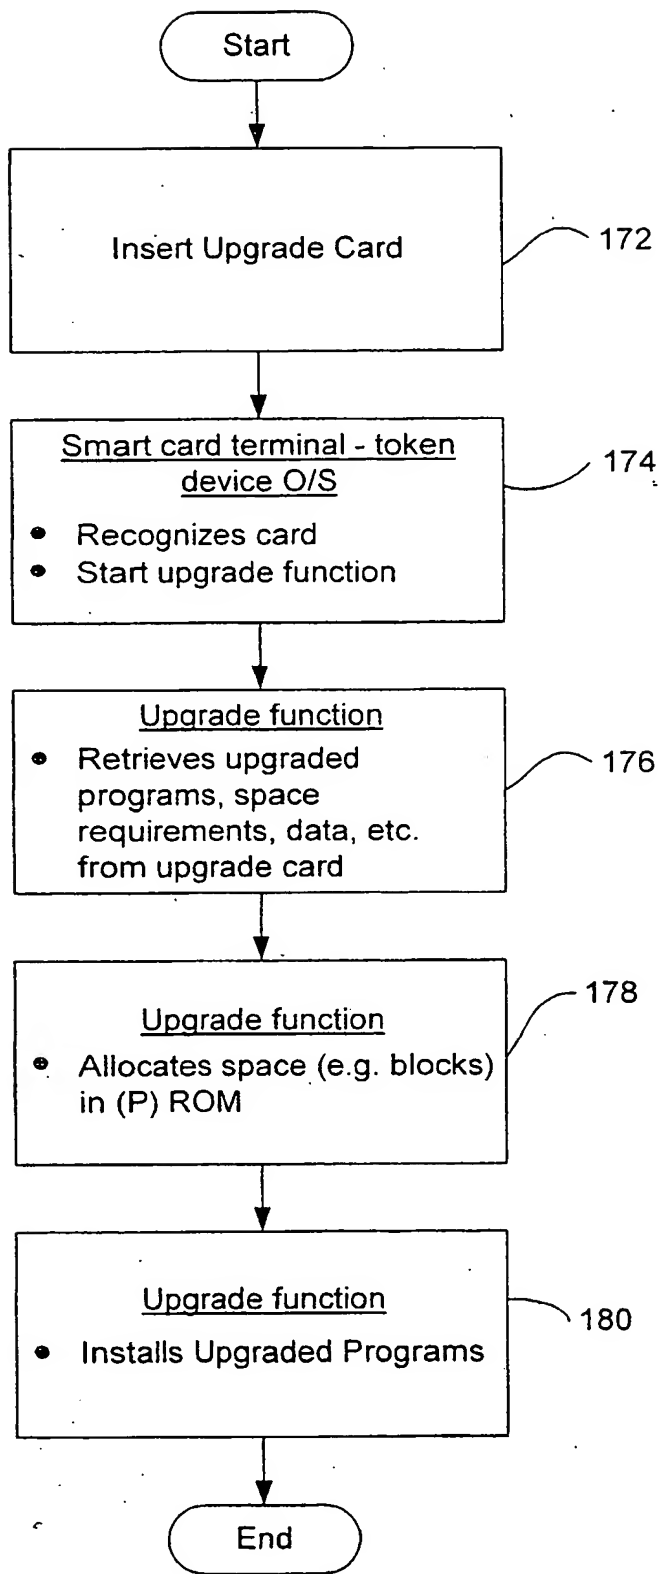 Start
Insert Upgrade Card
172
Smart card terminal - token
device O/S
• Recognizes card
• Start upgrade function
174
Upgrade function
• Retrieves upgraded
programs, space
requirements, data, etc.
from upgrade card
176
Upgrade function
• Allocates space (e.g. blocks)
in (P) ROM
178
Upgrade function
• Installs Upgraded Programs
180
End